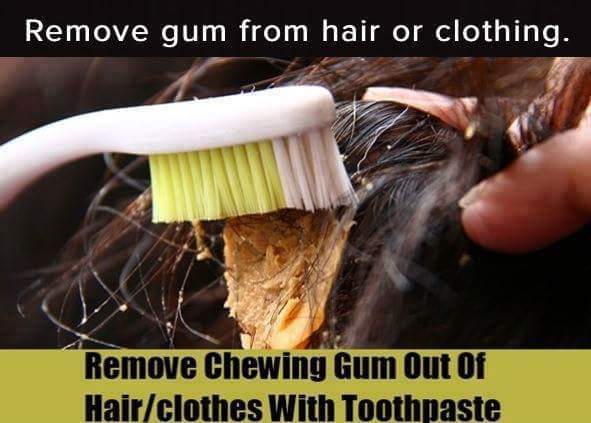 Remove gum from hair or clothing.
Remove Chewing Gum Out Of
Hair/clothes With Toothpaste